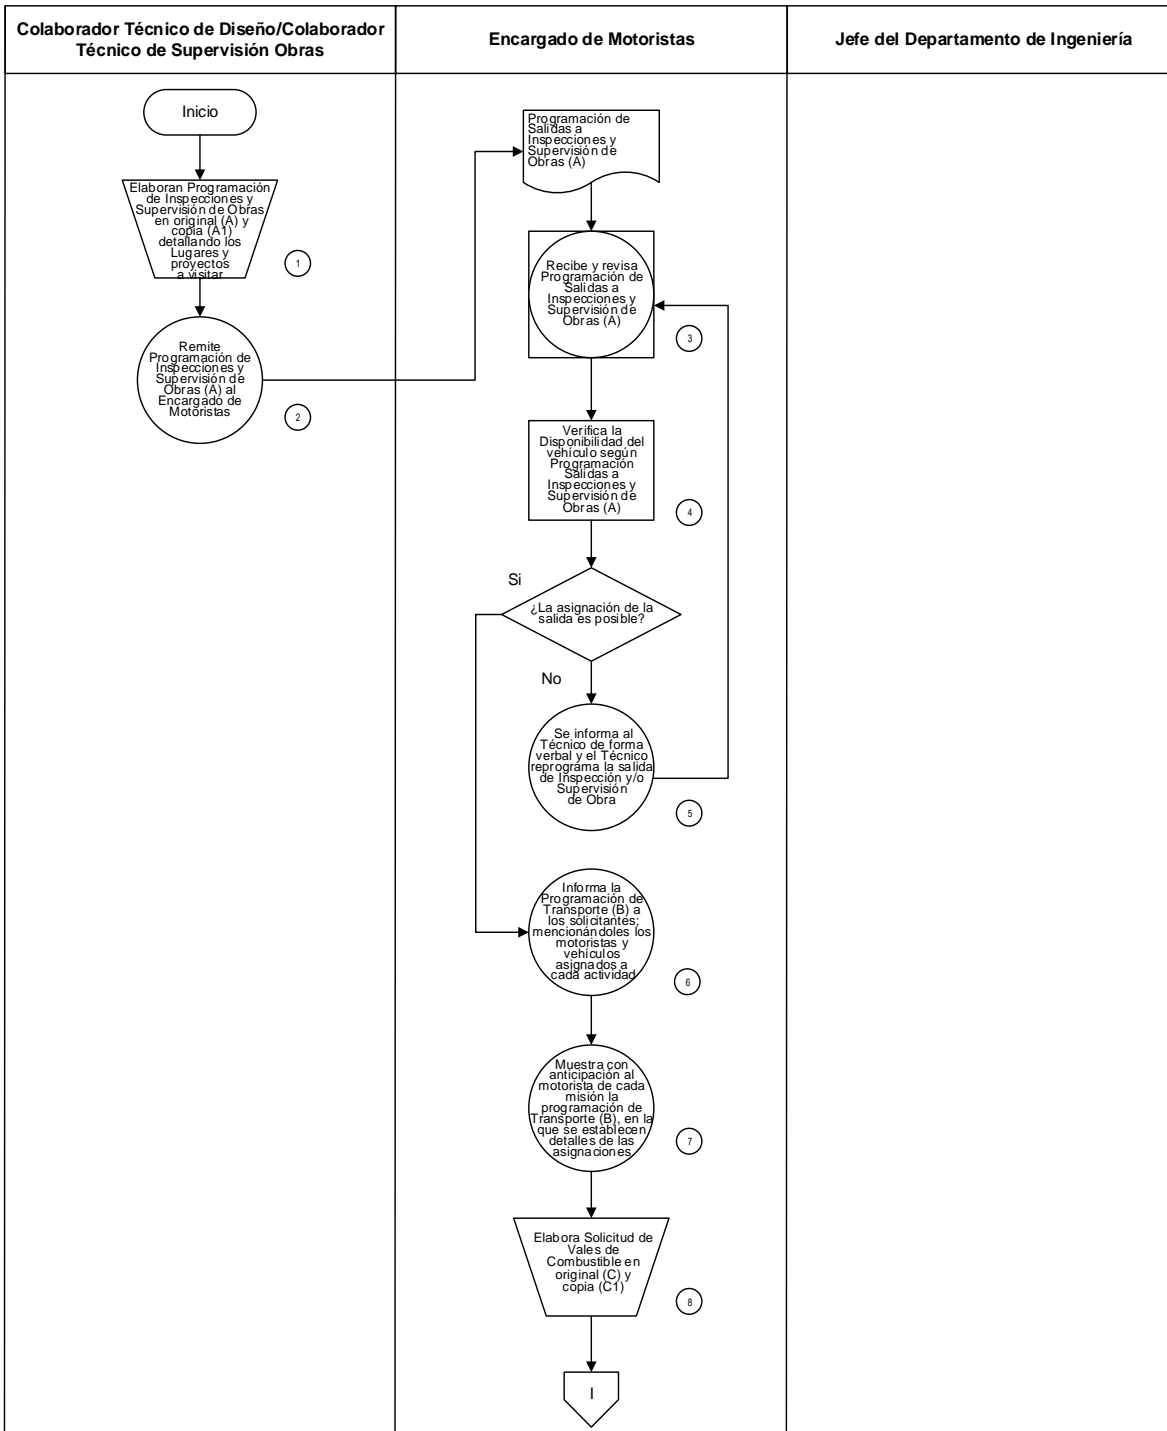 Colaborador Técnico de Diseño/Colaborador
Técnico de Supervisión Obras
Encargado de Motoristas
Jefe del Departamento de Ingeniería
Inicio
Elaboran Programación
de Inspecciones y
Supervisión de Obras
en original (A) y
copia (A1)
detallando los
Lugares y
proyectos
a visitar
1
Remite
Programación de
Inspecciones y
Supervisión de
Obras (A) al
Encargado de
Motoristas
2
Programación de
Salidas a
Inspecciones y
Supervisión de
Obras (A)
Recibe y revisa
Programación de
Salidas a
Inspecciones y
Supervisión de
Obras (A)
3
Verifica la
Disponibilidad del
vehículo según
Programación
Salidas a
Inspecciones y
Supervisión de
Obras (A)
4
Si
¿La asignación de la
salida es posible?
No
Se informa al
Técnico de forma
verbal y el Técnico
reprograma la salida
de Inspección y/o
Supervisión
de Obra
5
Informa la
Programación de
Transporte (B) a
los solicitantes;
mencionándoles los
motoristas y
vehículos
asignados a
cada actividad
6
Muestra con
anticipación al
motorista de cada
misión la
programación de
Transporte (B), en la
que se establecen
detalles de las
asignaciones
7
Elabora Solicitud de
Vales de
Combustible en
original (C) y
copia (C1)
8
I